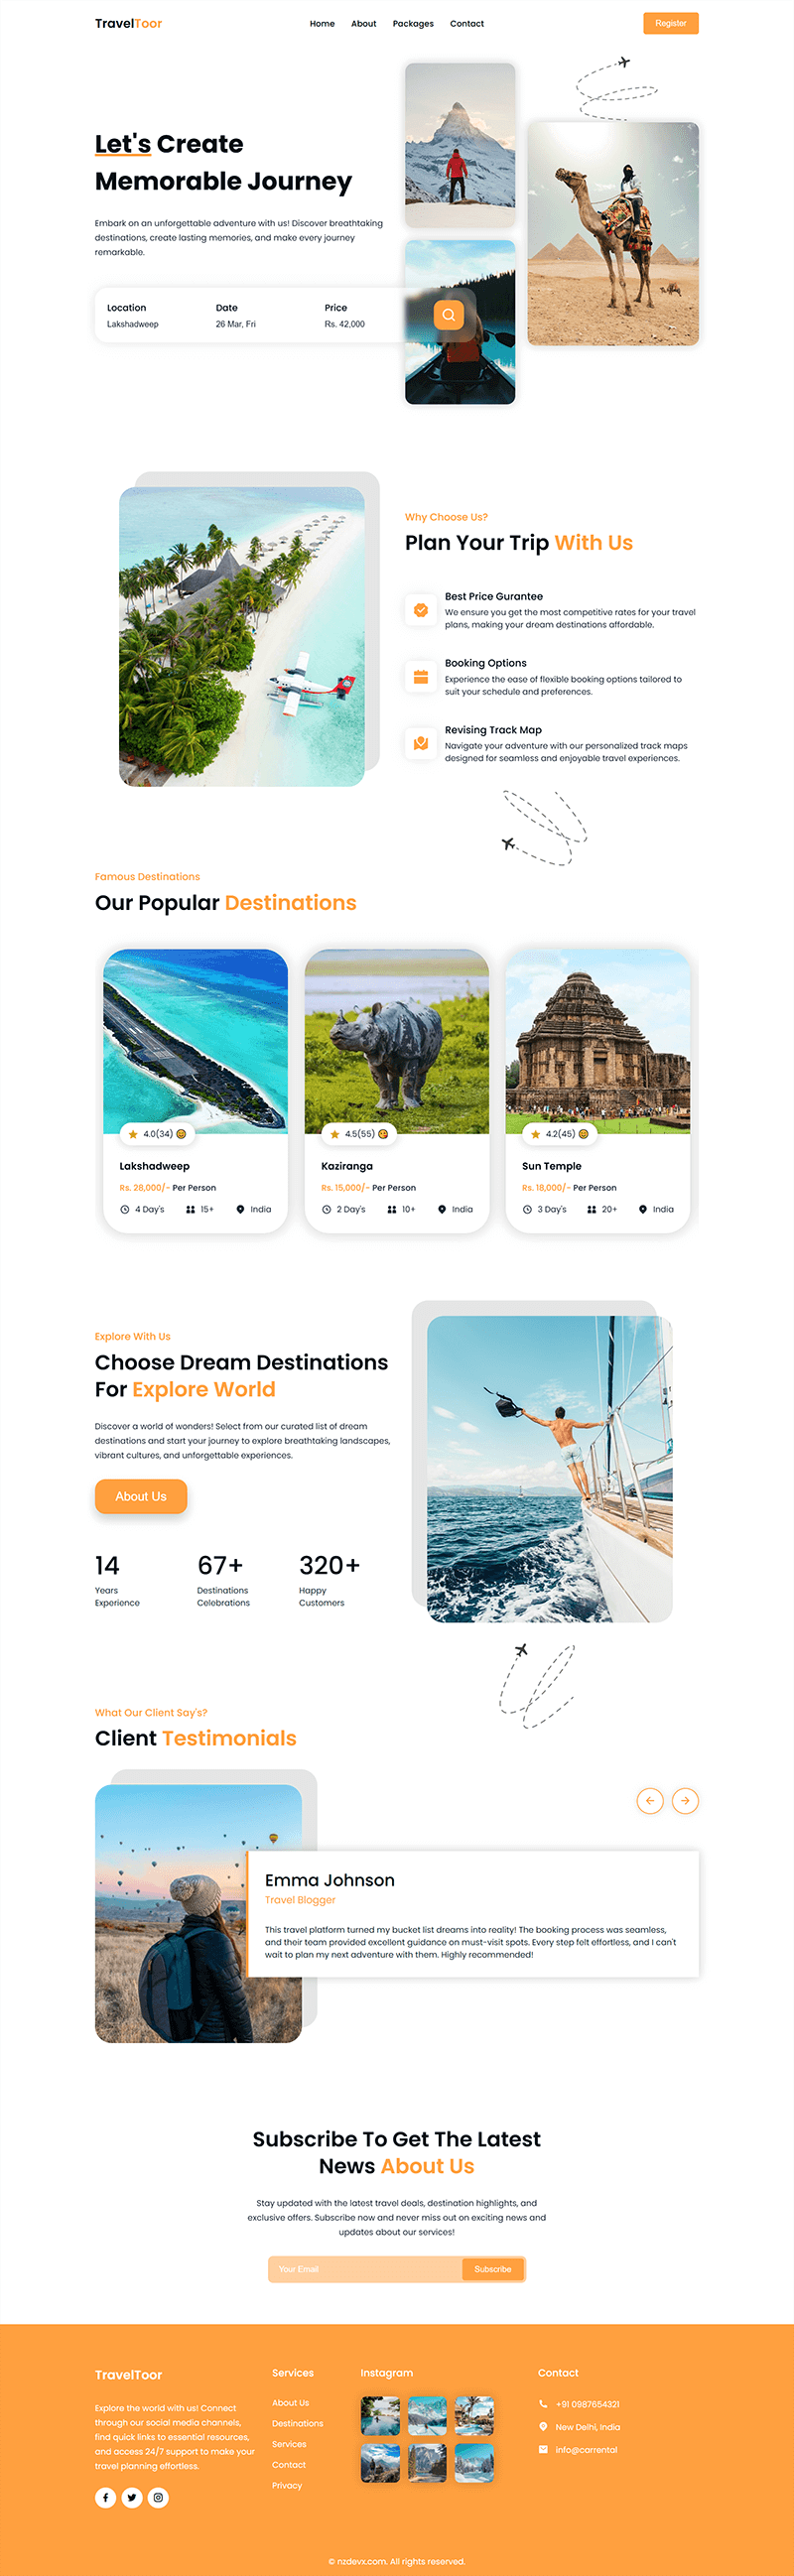 TravelToor
Home About Packages Contact
Register
Let's Create
Memorable Journey
Embark on an unforgettable adventure with us! Discover breathtaking
destinations, create lasting memories, and make every journey
remarkable.
Location Date Price
Lakshadweep 26 Mar, Fri Rs. 42,000
Why Choose Us?
Plan Your Trip With Us
Best Price Gurantee
We ensure you get the most competitive rates for your travel
plans, making your dream destinations affordable.
Booking Options
Experience the ease of flexible booking options tailored to
suit your schedule and preferences.
Revising Track Map
Navigate your adventure with our personalized track maps
designed for seamless and enjoyable travel experiences.
Famous Destinations
Our Popular Destinations
4.0(34)
Lakshadweep
Rs. 28,000/- Per Person
4 Day's 15+ India
4.5(55)
Kaziranga
Rs. 15,000/- Per Person
2 Day's 10+ India
4.2(45)
Sun Temple
Rs. 18,000/- Per Person
3 Day's 20+ India
Explore With Us
Choose Dream Destinations
For Explore World
Discover a world of wonders! Select from our curated list of dream
destinations and start your journey to explore breathtaking landscapes,
vibrant cultures, and unforgettable experiences.
About Us
14 67+ 320+
Years Destinations Happy
Experience Celebrations Customers
What Our Client Say's?
Client Testimonials
Emma Johnson
Travel Blogger
This travel platform turned my bucket list dreams into reality! The booking process was seamless,
and their team provided excellent guidance on must-visit spots. Every step felt effortless, and I can't
wait to plan my next adventure with them. Highly recommended!
Subscribe To Get The Latest
News About Us
Stay updated with the latest travel deals, destination highlights, and
exclusive offers. Subscribe now and never miss out on exciting news and
updates about our services!
Your Email
Subscribe
TravelToor
Explore the world with us! Connect
through our social media channels,
find quick links to essential resources,
and access 24/7 support to make your
travel planning effortless.
Services
About Us
Destinations
Services
Contact
Privacy
Instagram
Contact
+91 0987654321
New Delhi, India
info@carrental
© nzdevx.com. All rights reserved.